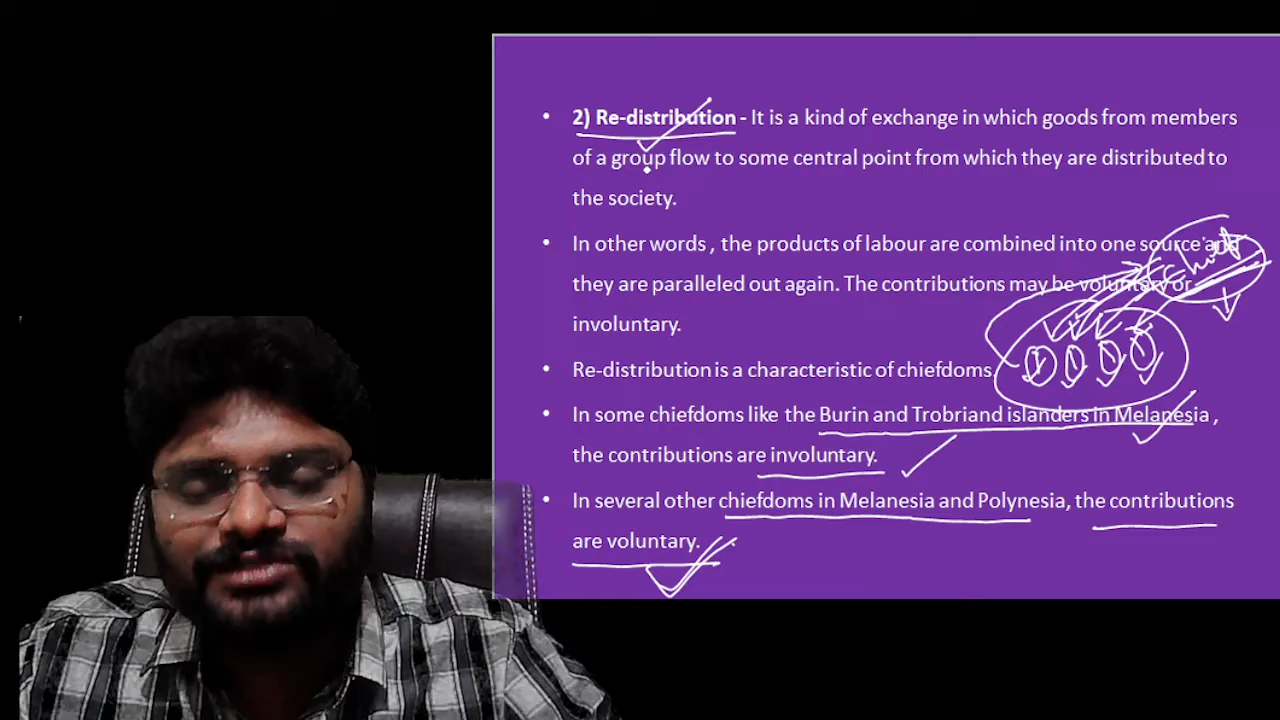 • 2) Re-distribution - It is a kind of exchange in which goods from members
of a group flow to some central point from which they are distributed to
the society.
• In other words , the products of labour are combined into one source and
they are paralleled out again. The contributions may be voluntary or
involuntary.
• Re-distribution is a characteristic of chiefdoms.
• In some chiefdoms like the Burin and Trobriand islanders in Melanesia ,
the contributions are involuntary.
• In several other chiefdoms in Melanesia and Polynesia, the contributions
are voluntary.